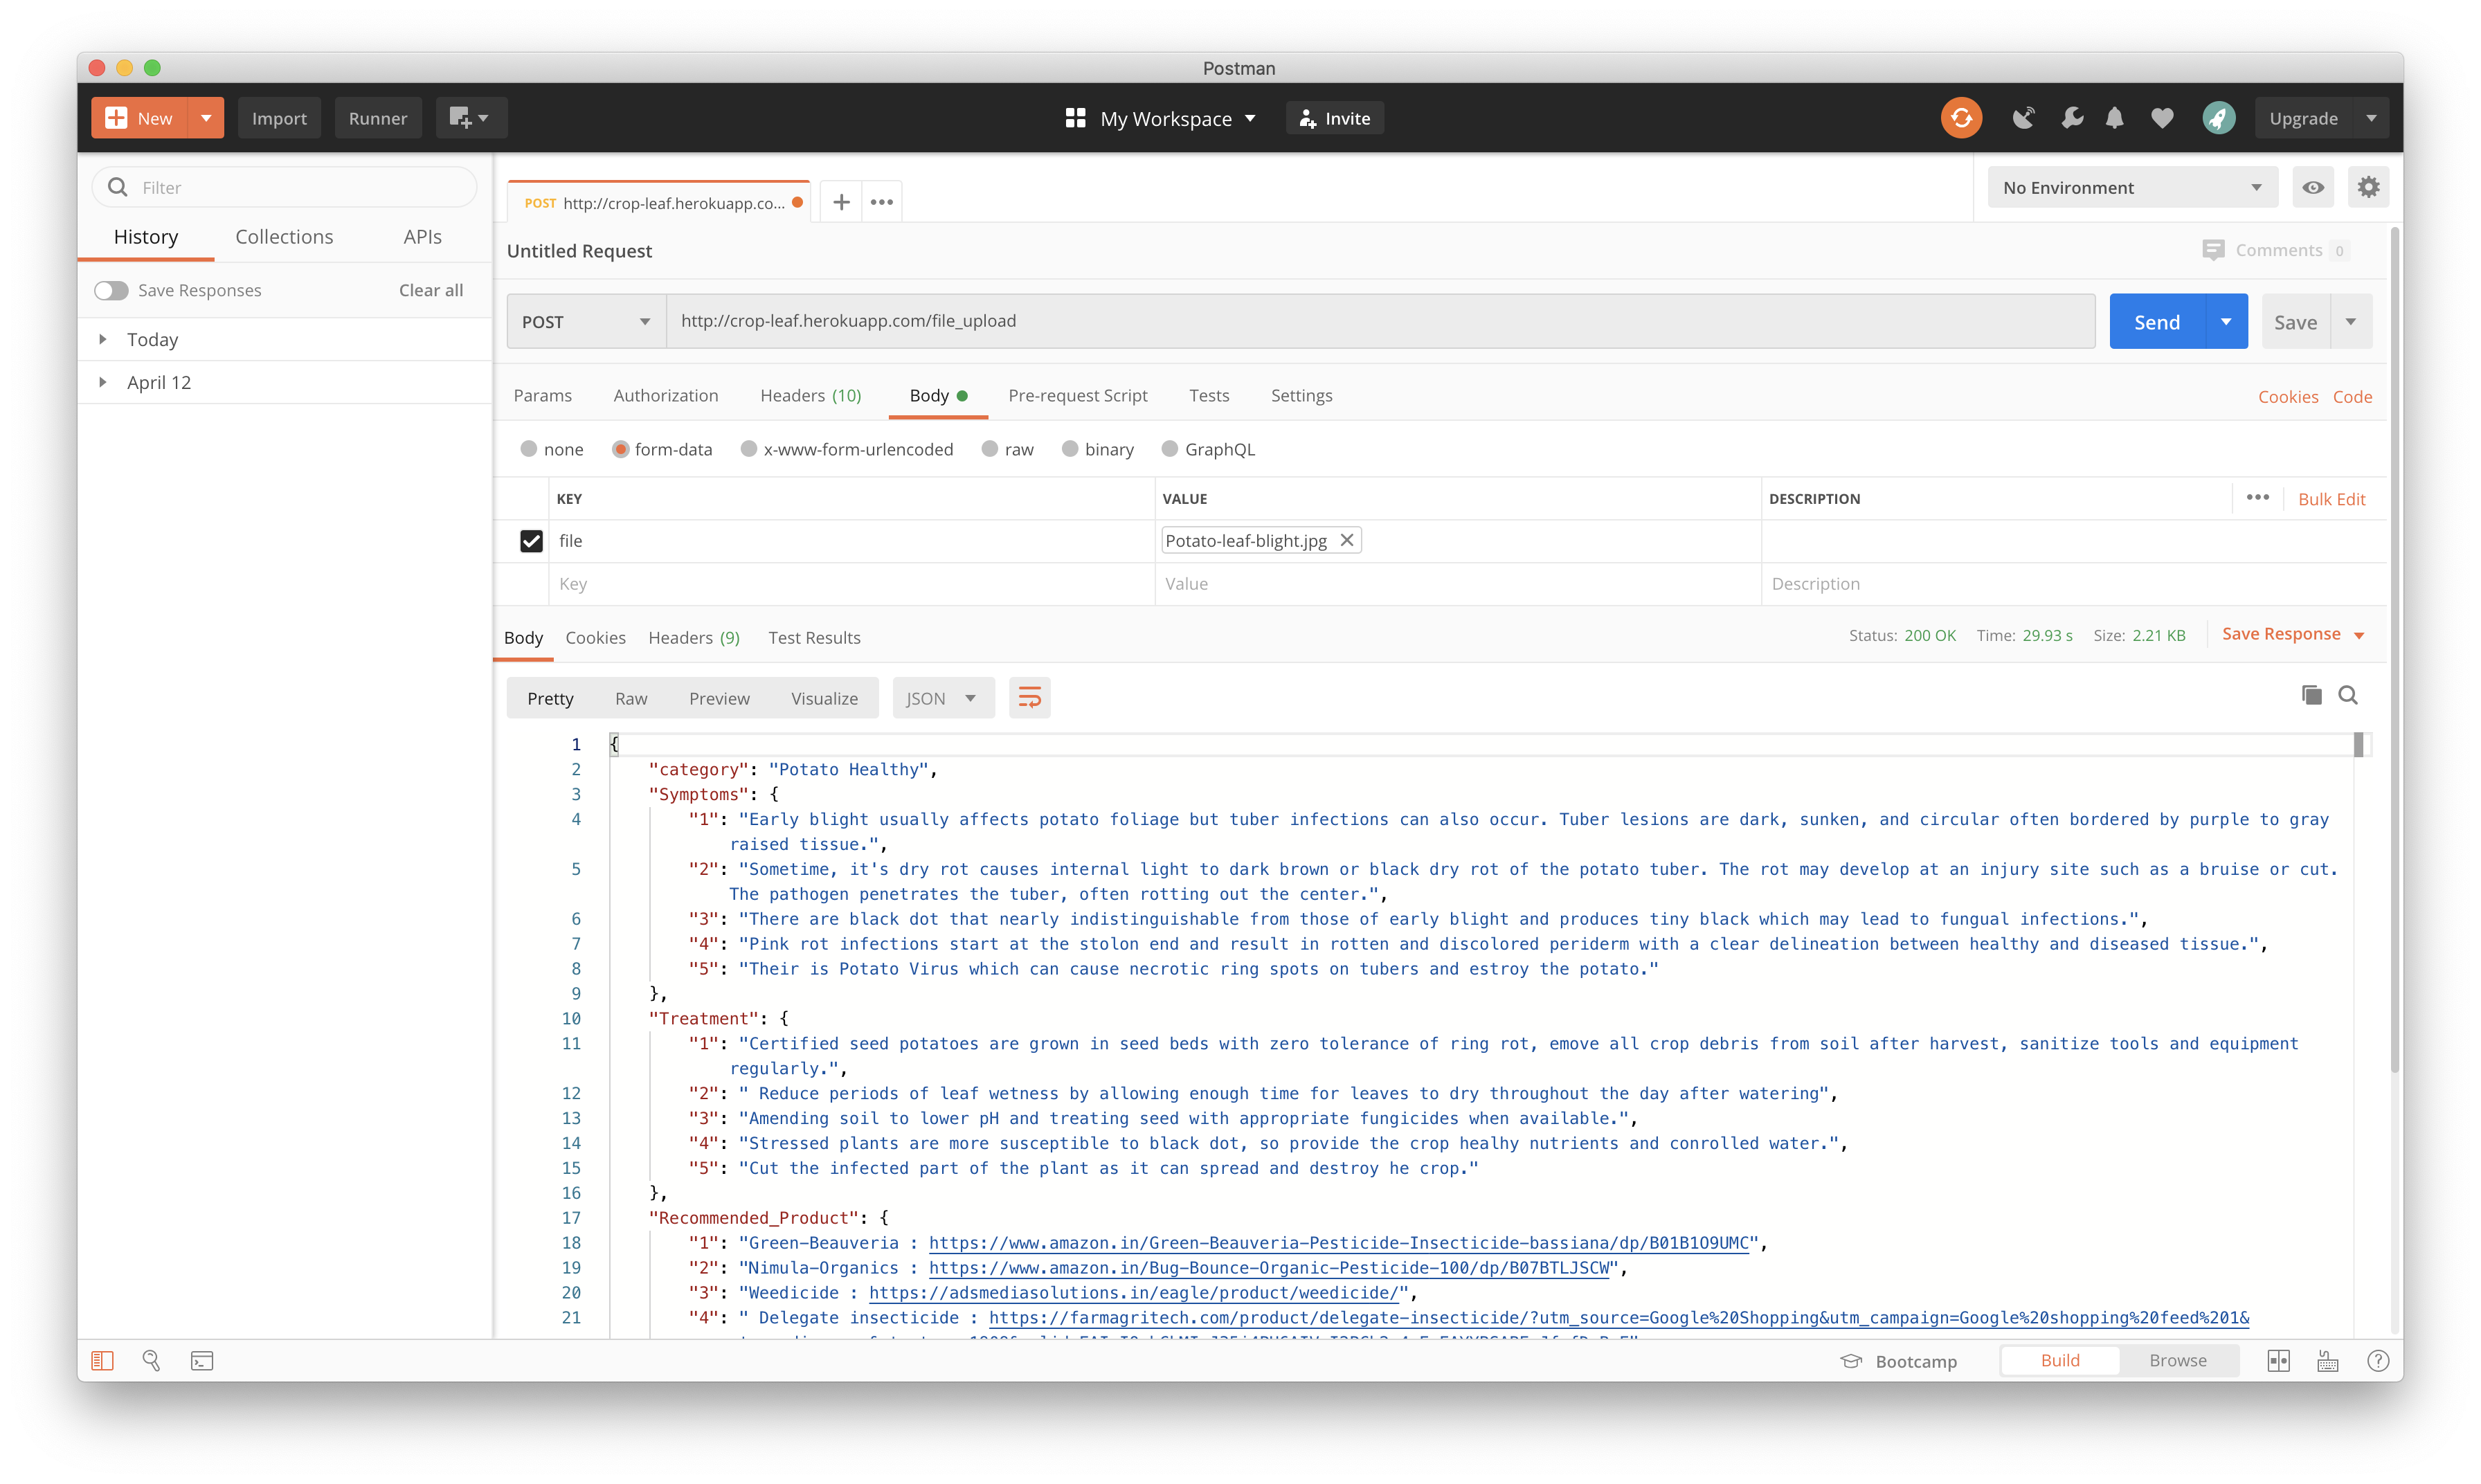 Postman
New
Import
Runner
My Workspace
Invite
Upgrade
Filter
History
Collections
APIs
Save Responses
Clear all
Today
April 12
POST http://crop-leaf.herokuapp.co...
No Environment
Untitled Request
Comments 0
POST
http://crop-leaf.herokuapp.com/file_upload
Send
Save
Params
Authorization
Headers (10)
Body
Pre-request Script
Tests
Settings
Cookies
Code
none
form-data
x-www-form-urlencoded
raw
binary
GraphQL
KEY
VALUE
DESCRIPTION
Bulk Edit
file
Potato-leaf-blight.jpg
Key
Value
Description
Body
Cookies
Headers (9)
Test Results
Status: 200 OK
Time: 29.93 s
Size: 2.21 KB
Save Response
Pretty
Raw
Preview
Visualize
JSON
1 {
2 "category": "Potato Healthy",
3 "Symptoms": {
4 "1": "Early blight usually affects potato foliage but tuber infections can also occur. Tuber lesions are dark, sunken, and circular often bordered by purple to gray
raised tissue.",
5 "2": "Sometime, it's dry rot causes internal light to dark brown or black dry rot of the potato tuber. The rot may develop at an injury site such as a bruise or cut.
The pathogen penetrates the tuber, often rotting out the center.",
6 "3": "There are black dot that nearly indistinguishable from those of early blight and produces tiny black which may lead to fungual infections.",
7 "4": "Pink rot infections start at the stolon end and result in rotten and discolored periderm with a clear delineation between healthy and diseased tissue.",
8 "5": "Their is Potato Virus which can cause necrotic ring spots on tubers and estroy the potato."
9 },
10 "Treatment": {
11 "1": "Certified seed potatoes are grown in seed beds with zero tolerance of ring rot, emove all crop debris from soil after harvest, sanitize tools and equipment
regularly.",
12 "2": " Reduce periods of leaf wetness by allowing enough time for leaves to dry throughout the day after watering",
13 "3": "Amending soil to lower pH and treating seed with appropriate fungicides when available.",
14 "4": "Stressed plants are more susceptible to black dot, so provide the crop healhy nutrients and conrolled water.",
15 "5": "Cut the infected part of the plant as it can spread and destroy he crop."
16 },
17 "Recommended_Product": {
18 "1": "Green-Beauveria : https://www.amazon.in/Green-Beauveria-Pesticide-Insecticide-bassiana/dp/B01B1O9UMC",
19 "2": "Nimula-Organics : https://www.amazon.in/Bug-Bounce-Organic-Pesticide-100/dp/B07BTLJSCW",
20 "3": "Weedicide : https://adsmediasolutions.in/eagle/product/weedicide/",
21 "4": " Delegate insecticide : https://farmagritech.com/product/delegate-insecticide/?utm_source=Google%20Shopping&utm_campaign=Google%20shopping%20feed%201&
Bootcamp
Build
Browse